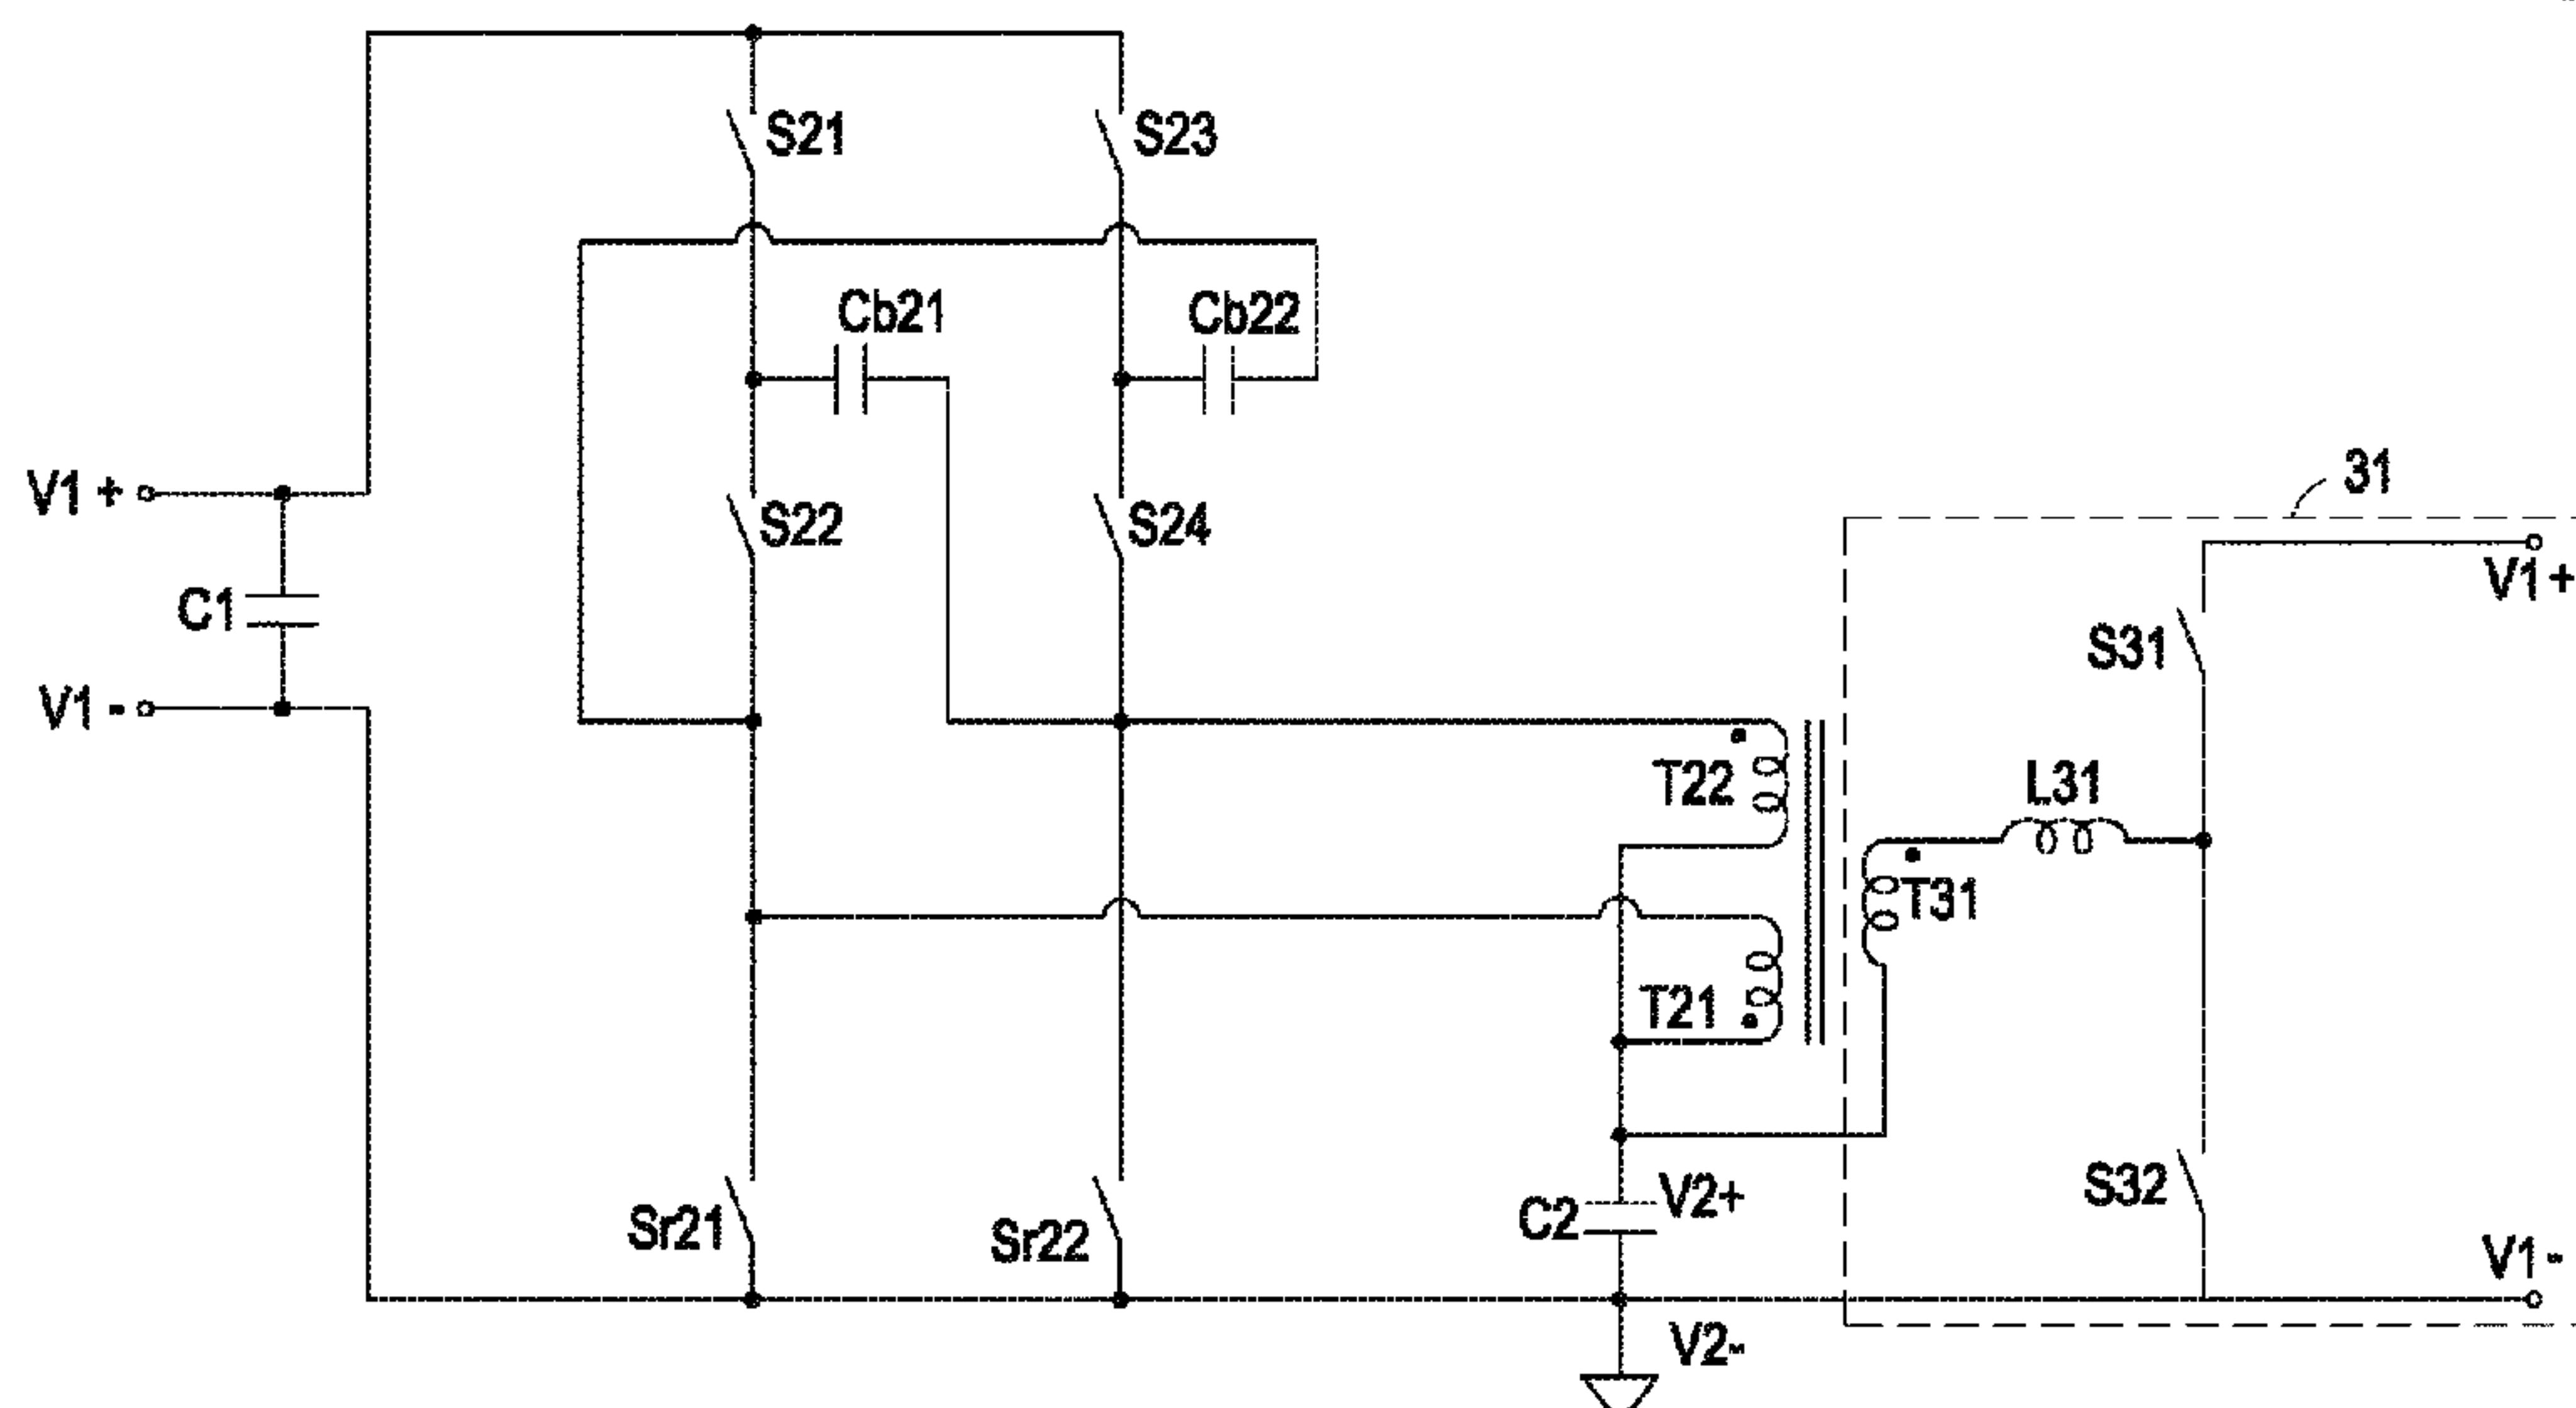 S21
S23
Cb21
Cb22
V1 +
31
S22
S24
V1 +
C1
S31
V1 -
T22
L31
T31
T21
V2+
S32
C2
Sr21
Sr22
V1 -
V2-